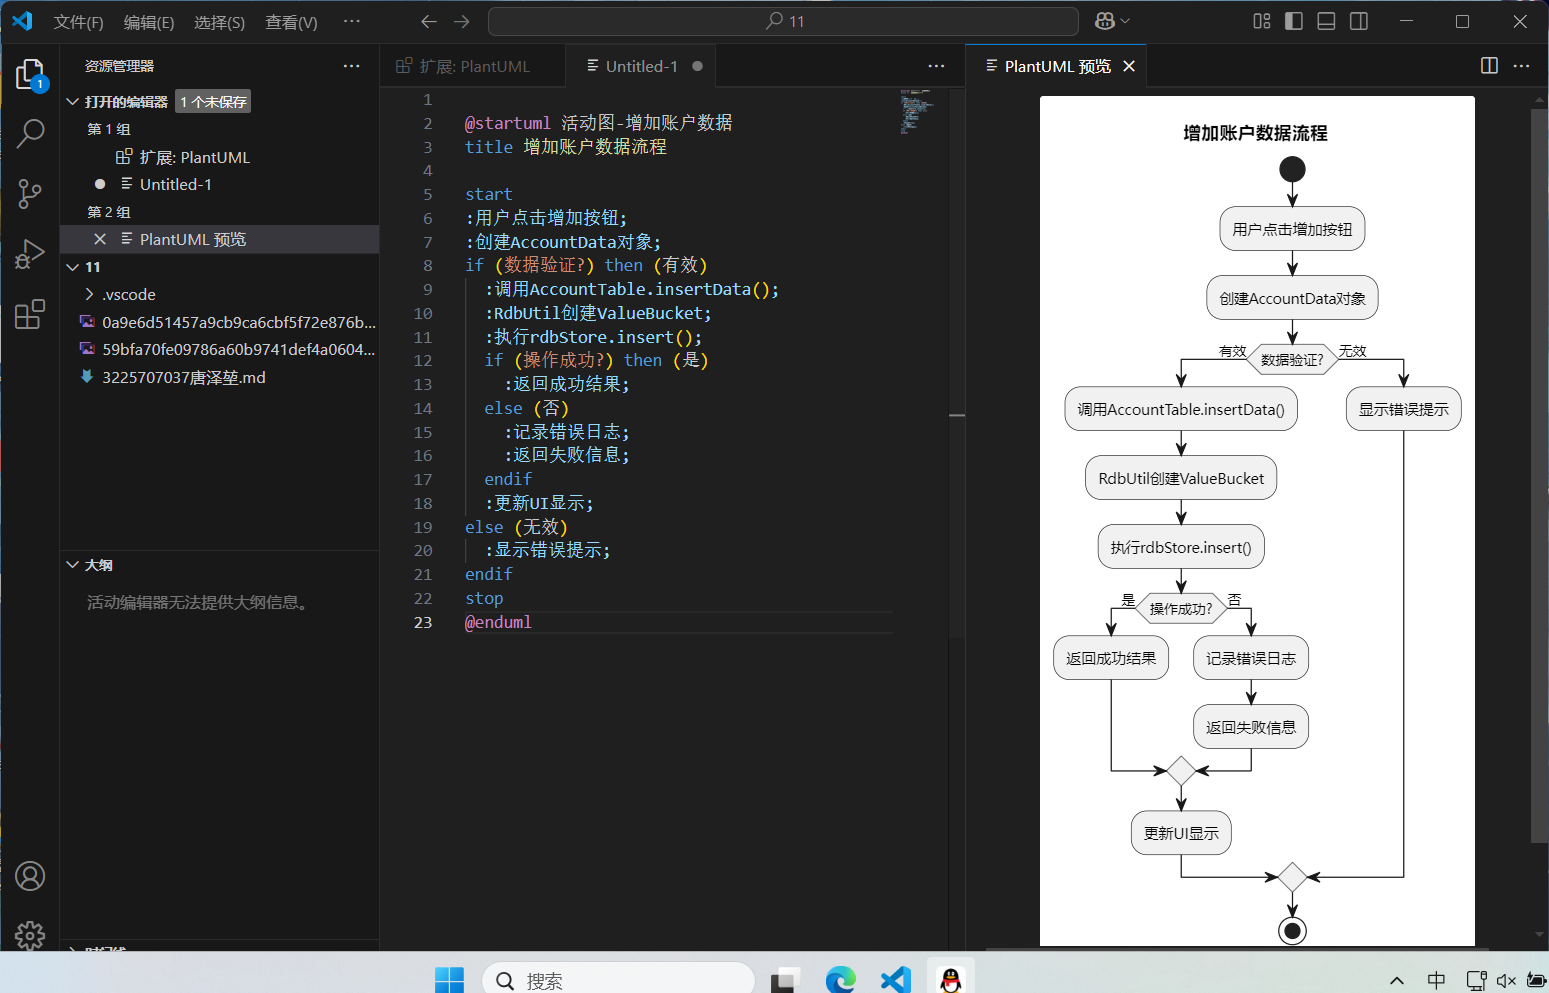 文件(F) 编辑(E) 选择(S) 查看(V) ··· 11
资源管理器
打开的编辑器 1 个未保存
第 1 组
扩展: PlantUML
Untitled-1
第 2 组
PlantUML 预览
11
.vscode
0a9e6d51457a9cb9ca6cbf5f72e876b...
59bfa70fe09786a60b9741def4a0604...
3225707037唐泽堃.md
大纲
活动编辑器无法提供大纲信息。
1
扩展: PlantUML
Untitled-1
1
2 @startuml 活动图-增加账户数据
3 title 增加账户数据流程
4
5 start
6 :用户点击增加按钮;
7 :创建AccountData对象;
8 if (数据验证?) then (有效)
9 :调用AccountTable.insertData();
10 :RdbUtil创建ValueBucket;
11 :执行rdbStore.insert();
12 if (操作成功?) then (是)
13 :返回成功结果;
14 else (否)
15 :记录错误日志;
16 :返回失败信息;
17 endif
18 :更新UI显示;
19 else (无效)
20 :显示错误提示;
21 endif
22 stop
23 @enduml
PlantUML 预览
增加账户数据流程
用户点击增加按钮
创建AccountData对象
有效 数据验证? 无效
调用AccountTable.insertData() 显示错误提示
RdbUtil创建ValueBucket
执行rdbStore.insert()
是 操作成功? 否
返回成功结果 记录错误日志
返回失败信息
更新UI显示
搜索
中